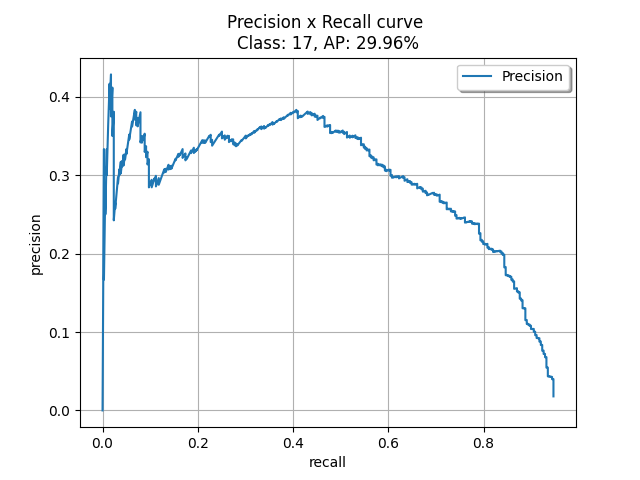 Precision x Recall curve
Class: 17, AP: 29.96%
Precision
precision
0.4
0.3
0.2
0.1
0.0
0.0 0.2 0.4 0.6 0.8
recall